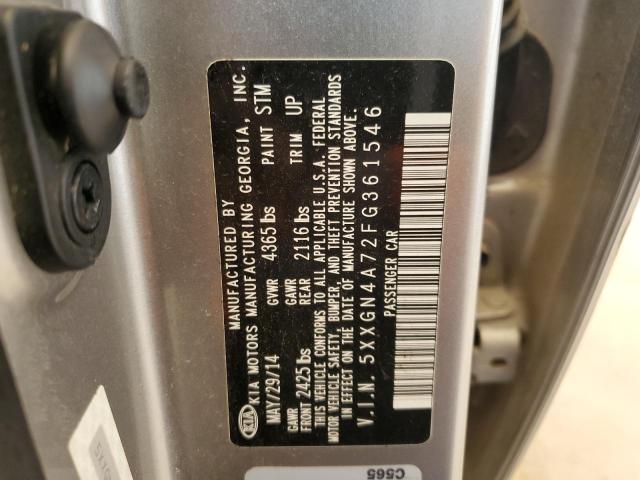 MANUFACTURED BY
KIA KIA MOTORS MANUFACTURING GEORGIA, INC.
MAY/29/14 GVWR 4365 lbs PAINT STM
GAWR FRONT 2425 lbs GAWR REAR 2116 lbs TRIM UP
THIS VEHICLE CONFORMS TO ALL APPLICABLE U.S.A. FEDERAL
MOTOR VEHICLE SAFETY, BUMPER, AND THEFT PREVENTION STANDARDS
IN EFFECT ON THE DATE OF MANUFACTURE SHOWN ABOVE.
V.I.N. 5XXGN4A72FG361546
PASSENGER CAR
C565